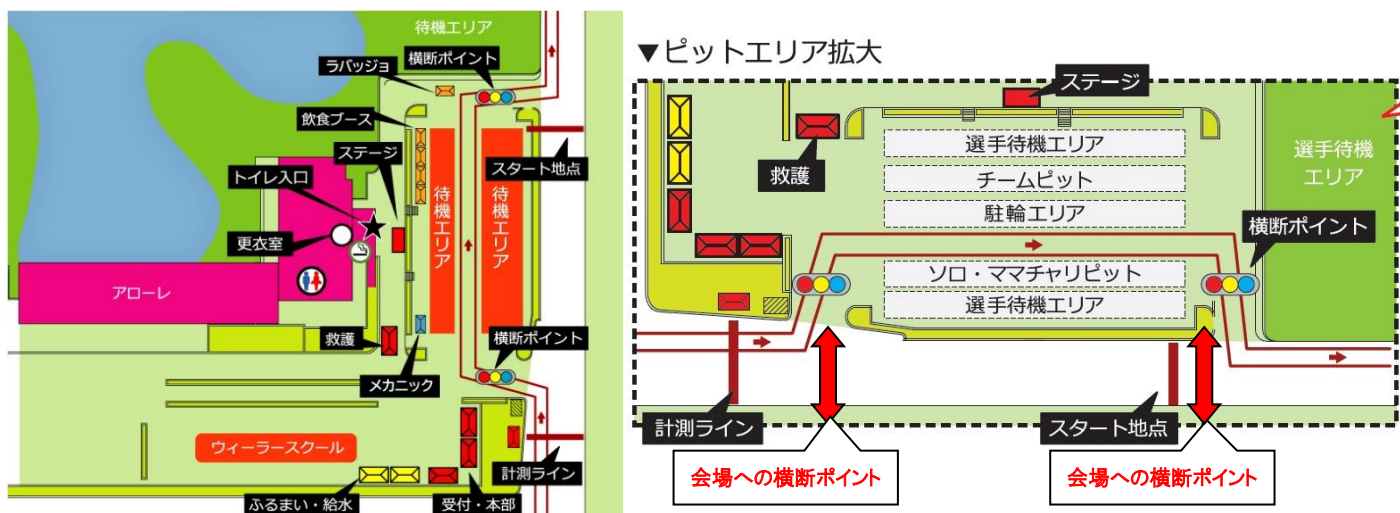 待機エリア
横断ポイント
ラバッジョ
飲食ブース
ステージ
スタート地点
トイレ入口
待機エリア
待機エリア
更衣室
アローレ
救護
横断ポイント
メカニック
ウィーラースクール
計測ライン
ふるまい・給水
受付・本部
▼ピットエリア拡大
ステージ
選手待機エリア
救護
チームピット
駐輪エリア
選手待機
エリア
横断ポイント
ソロ・ママチャリピット
選手待機エリア
計測ライン
スタート地点
会場への横断ポイント
会場への横断ポイント